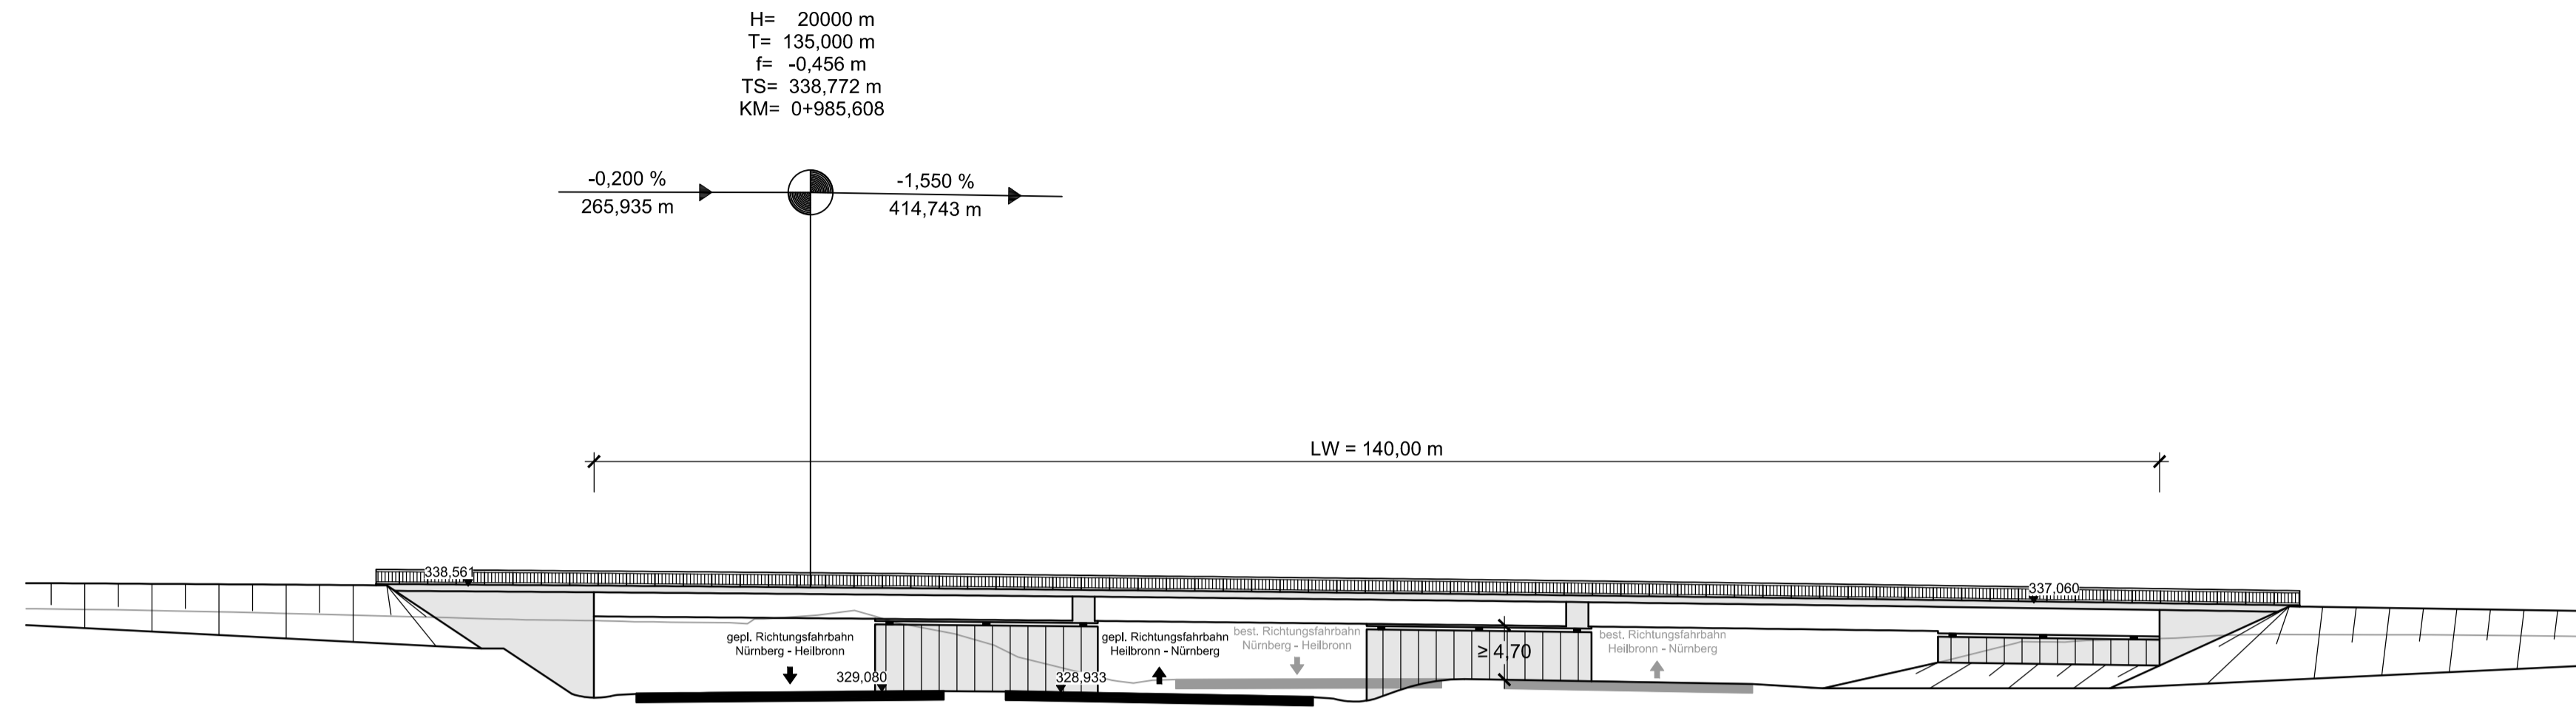 H= 20000 m
T= 135,000 m
f= -0,456 m
TS= 338,772 m
KM= 0+985,608
-0,200 %
265,935 m
-1,550 %
414,743 m
LW = 140,00 m
338,561
337,060
gepl. Richtungsfahrbahn
Nürnberg - Heilbronn
329,080
328,933
gepl. Richtungsfahrbahn
Heilbronn - Nürnberg
best. Richtungsfahrbahn
Nürnberg - Heilbronn
≥ 4,70
best. Richtungsfahrbahn
Heilbronn - Nürnberg